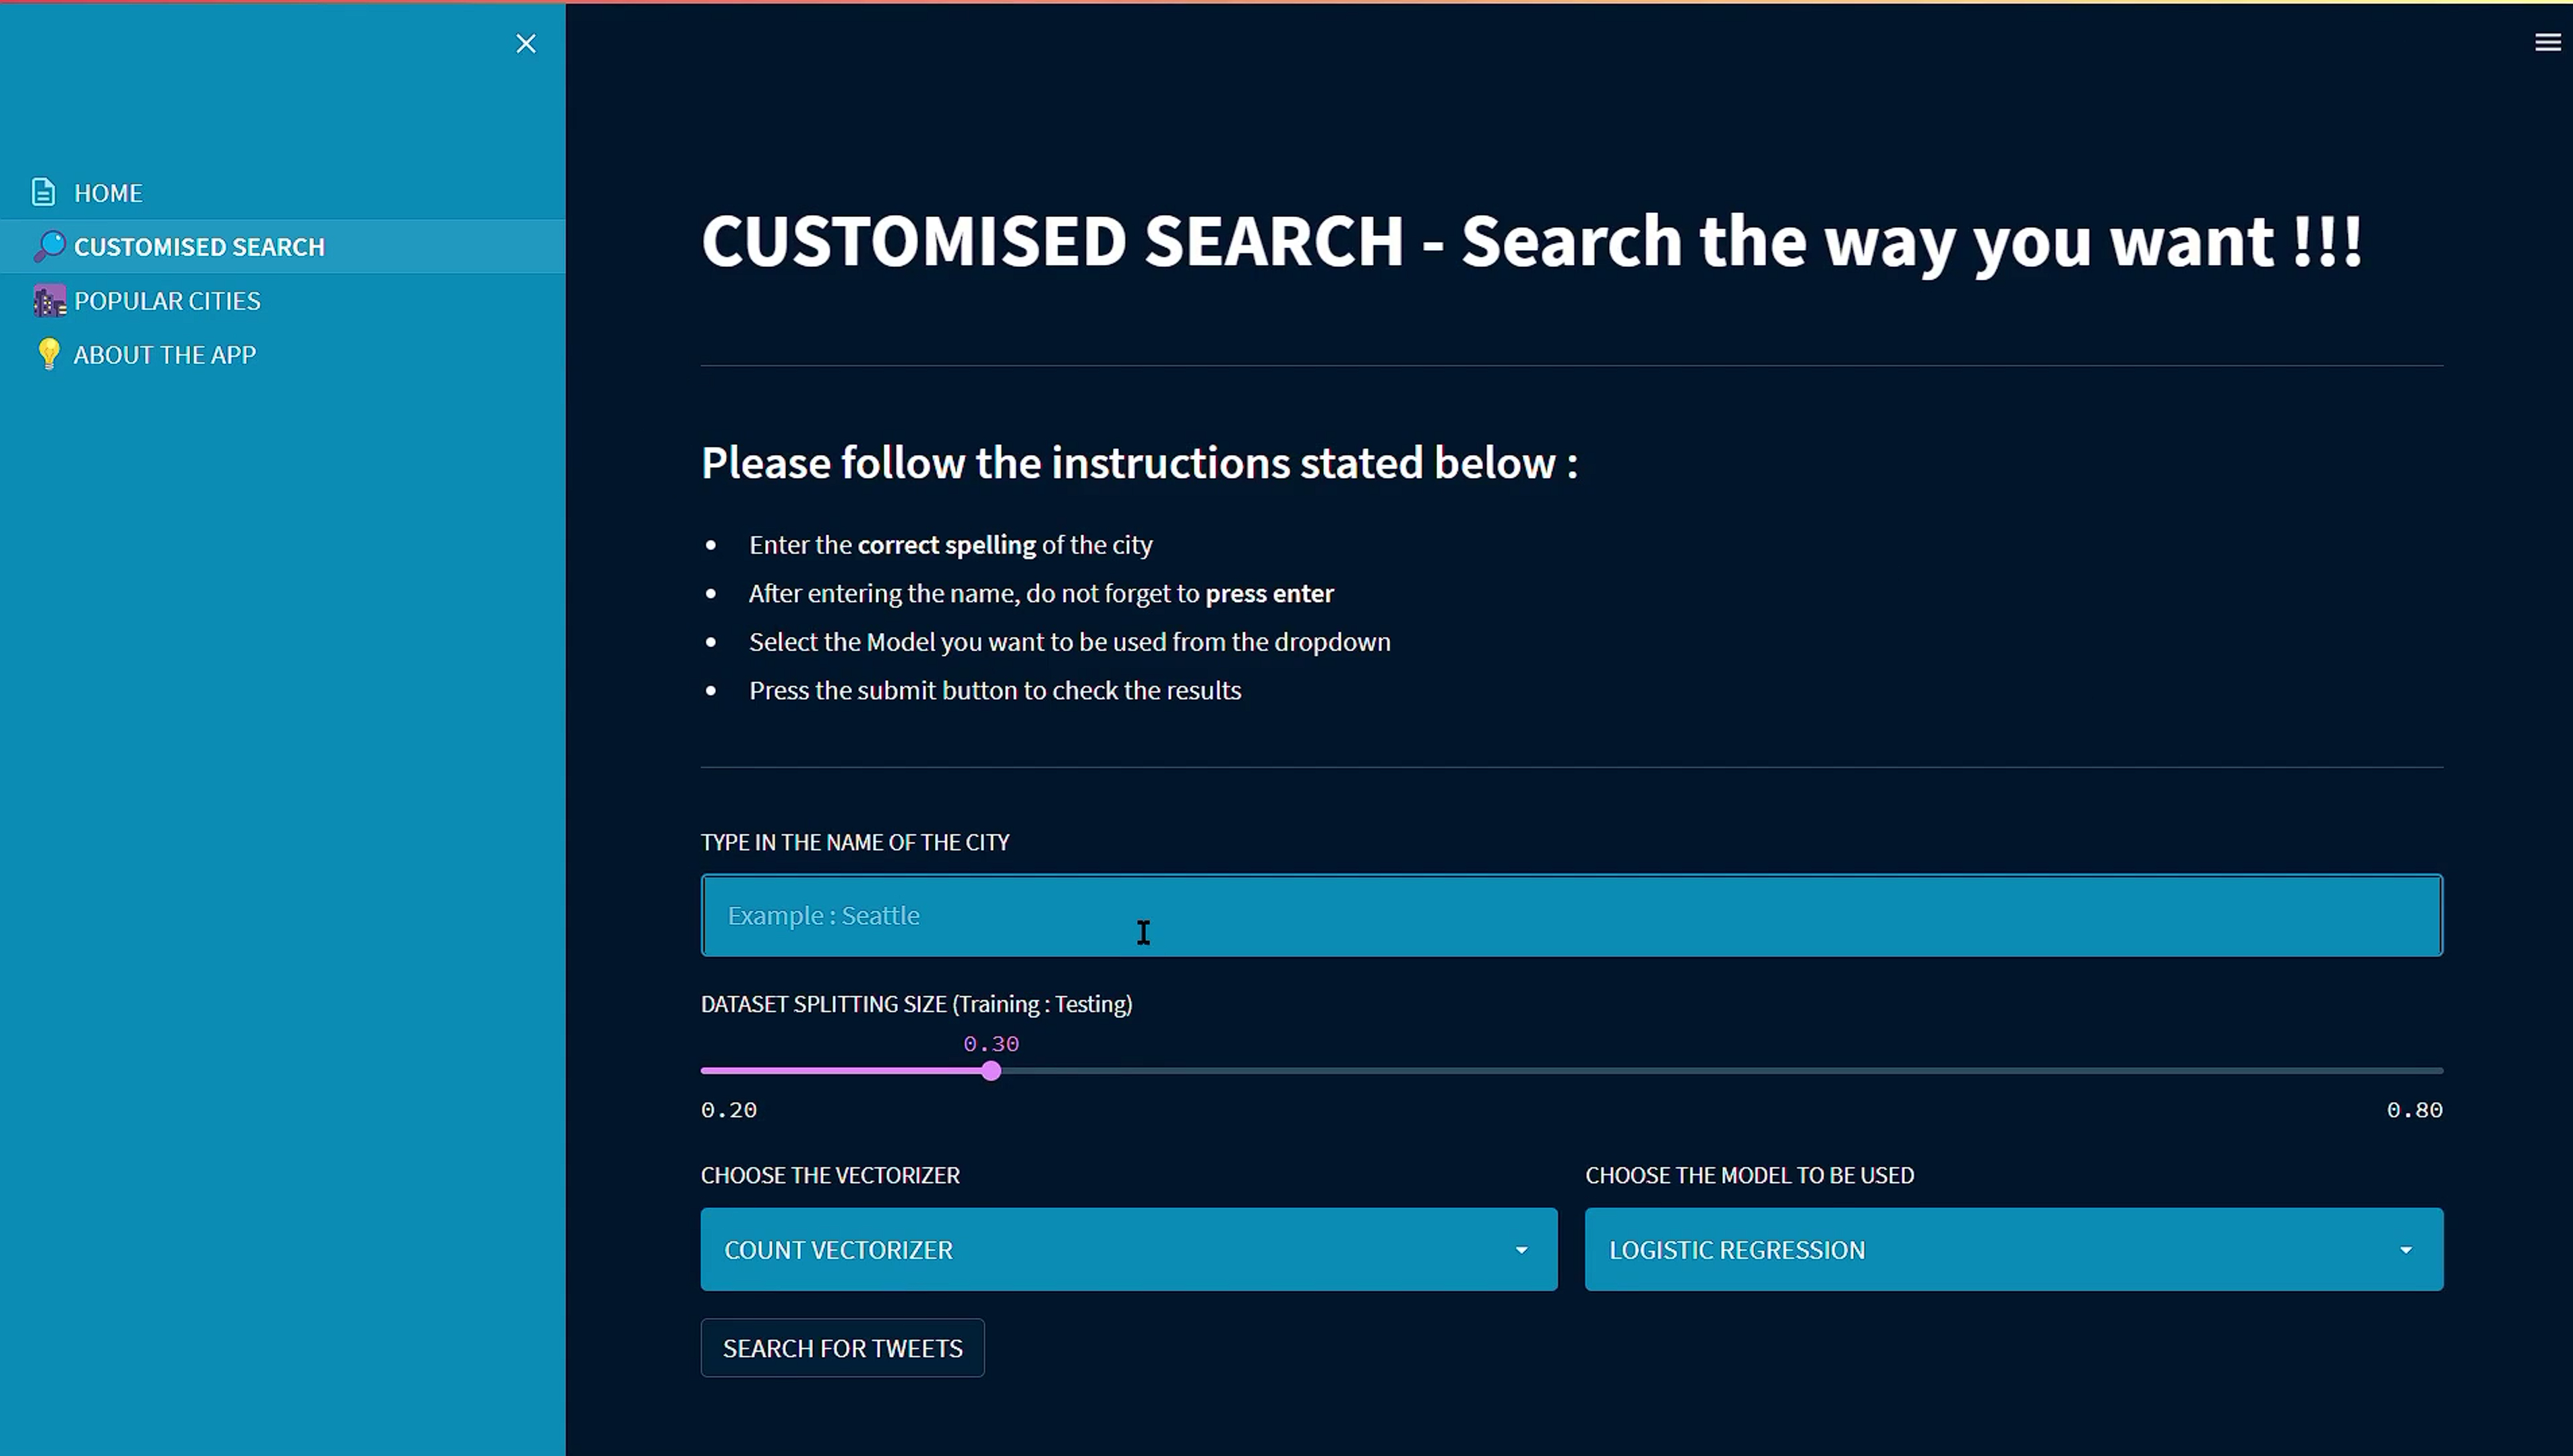 HOME
CUSTOMISED SEARCH
POPULAR CITIES
ABOUT THE APP
CUSTOMISED SEARCH - Search the way you want !!!
Please follow the instructions stated below :
Enter the correct spelling of the city
After entering the name, do not forget to press enter
Select the Model you want to be used from the dropdown
Press the submit button to check the results
TYPE IN THE NAME OF THE CITY
Example : Seattle
DATASET SPLITTING SIZE (Training : Testing)
0.30
0.20 0.80
CHOOSE THE VECTORIZER CHOOSE THE MODEL TO BE USED
COUNT VECTORIZER LOGISTIC REGRESSION
SEARCH FOR TWEETS